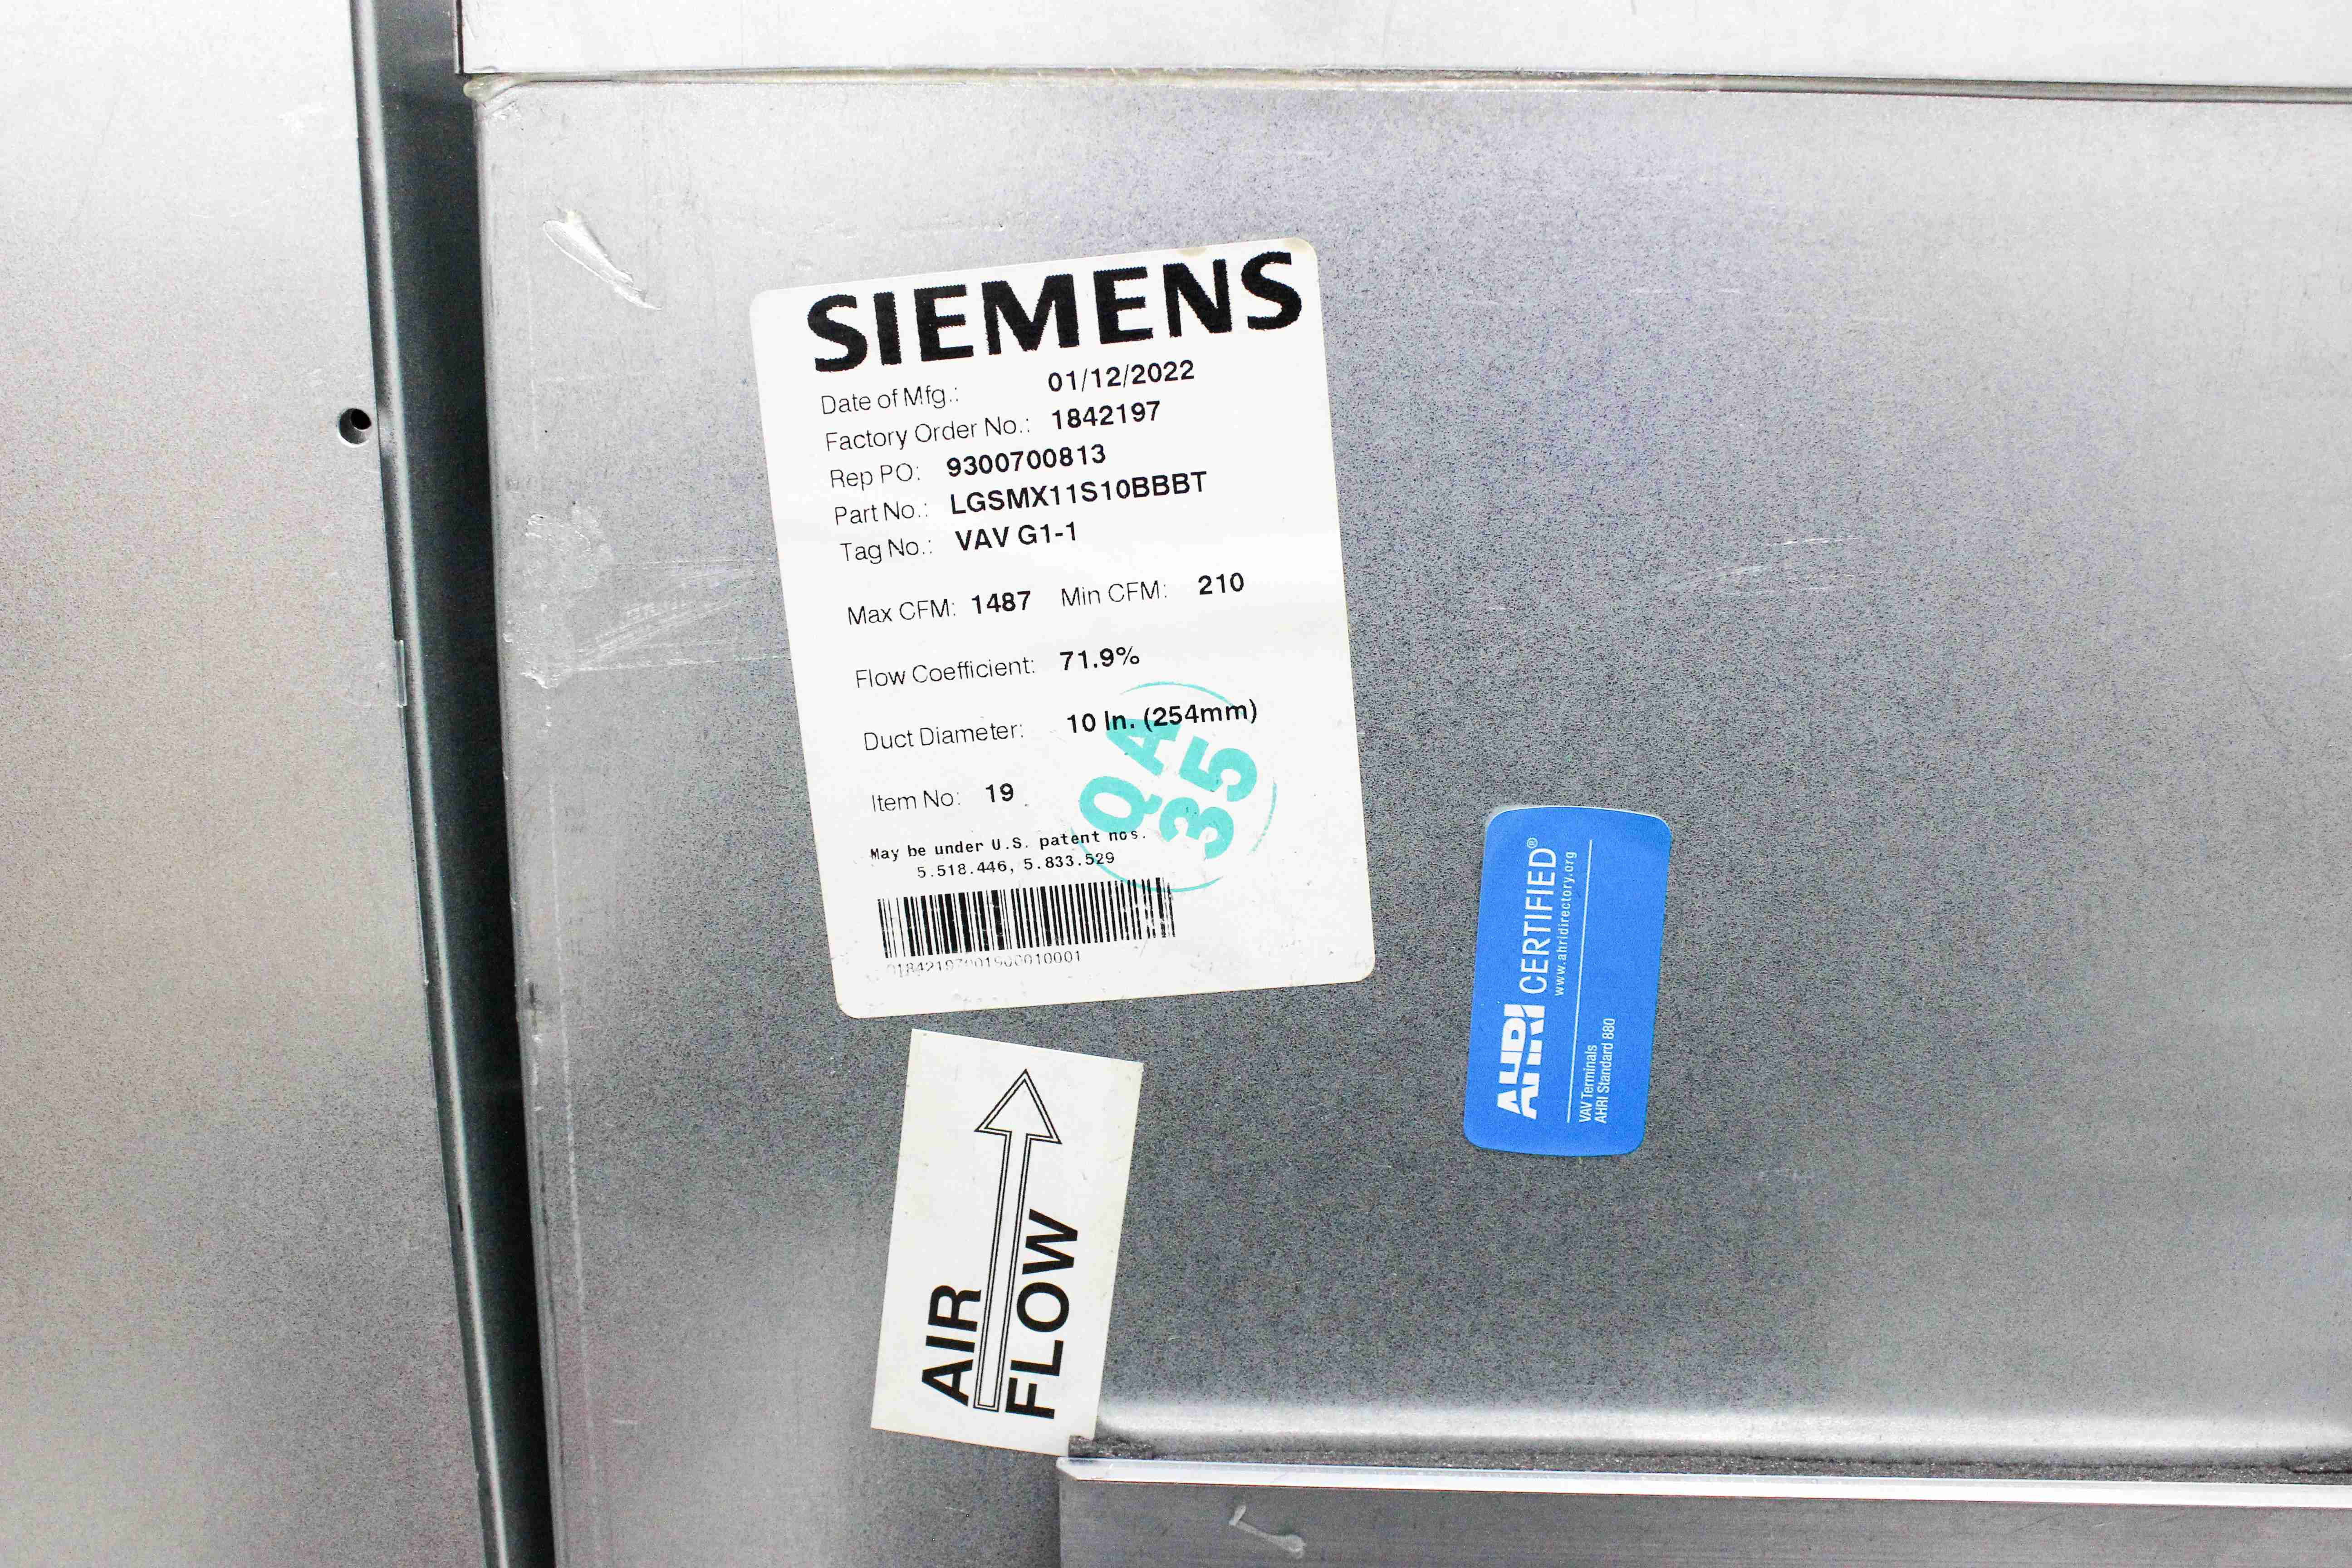 SIEMENS
Date of Mfg.: 01/12/2022
Factory Order No.: 1842197
Rep PO: 9300700813
Part No.: LGSMX11S10BBBT
Tag No.: VAV G1-1
Max CFM: 1487 Min CFM: 210
Flow Coefficient: 71.9%
Duct Diameter: 10 In. (254mm)
Item No: 19
QA
35
May be under U.S. patent nos.
5.518.446, 5.833.529
AHRI CERTIFIED®
www.ahridirectory.org
VAV Terminals
AHRI Standard 880
AIR
FLOW